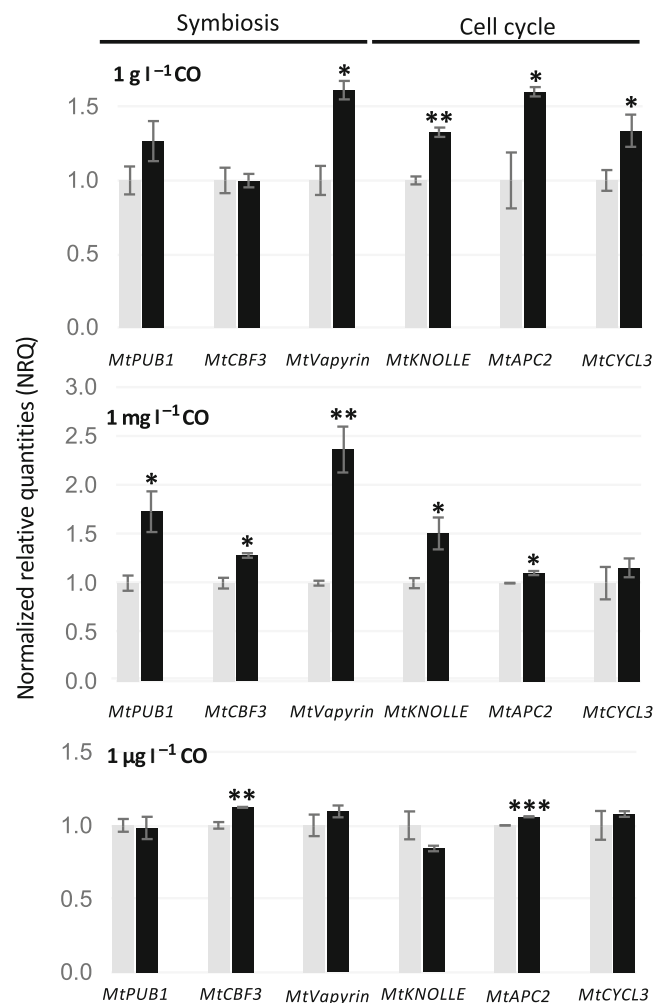 Symbiosis Cell cycle
1 g l⁻¹ CO
* ** * *
1.5
1.0
0.5
0.0
MtPUB1 MtCBF3 MtVapyrin MtKNOLLE MtAPC2 MtCYCL3
Normalized relative quantities (NRQ)
3.0
1 mg l⁻¹ CO
**
2.5
2.0
* * * *
1.5
1.0
0.5
0.0
MtPUB1 MtCBF3 MtVapyrin MtKNOLLE MtAPC2 MtCYCL3
1.5
1 µg l⁻¹ CO
** ***
1.0
0.5
0.0
MtPUB1 MtCBF3 MtVapyrin MtKNOLLE MtAPC2 MtCYCL3